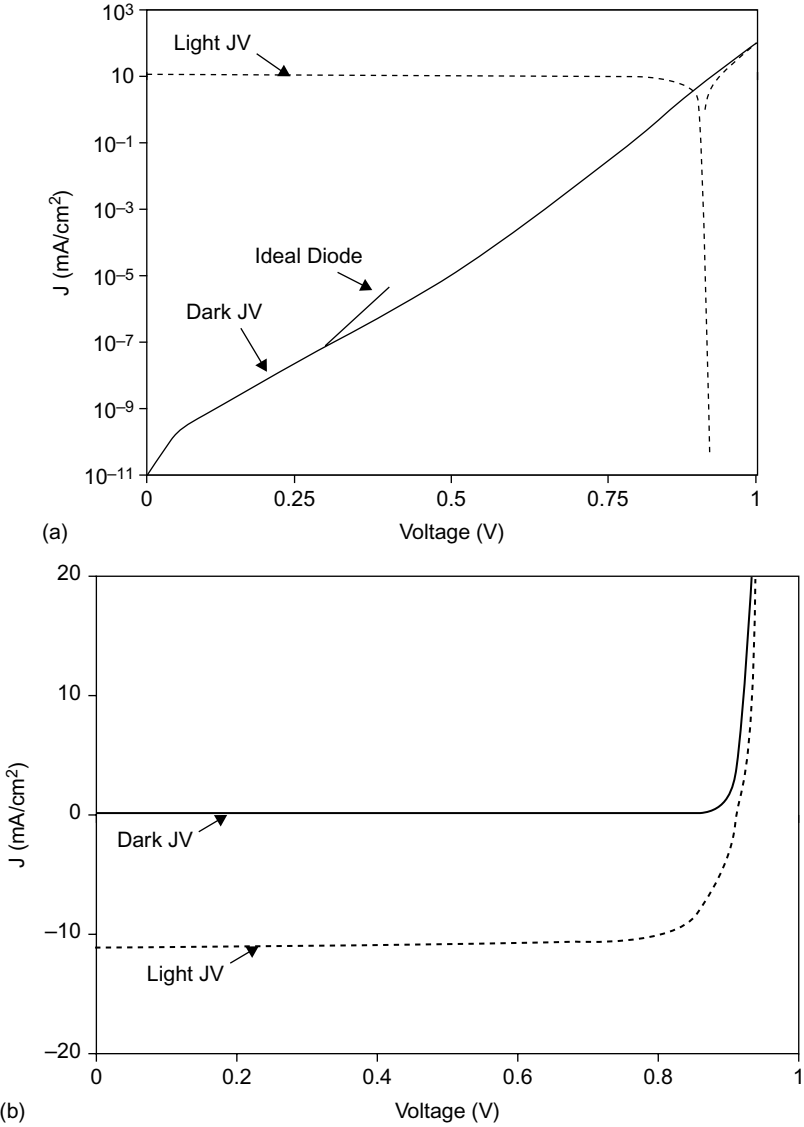 10³
10
10⁻¹
10⁻³
10⁻⁵
10⁻⁷
10⁻⁹
10⁻¹¹
J (mA/cm²)
Light JV
Ideal Diode
Dark JV
0
0.25
0.5
0.75
1
Voltage (V)
(a)
20
10
0
–10
–20
J (mA/cm²)
Dark JV
Light JV
0
0.2
0.4
0.6
0.8
1
Voltage (V)
(b)